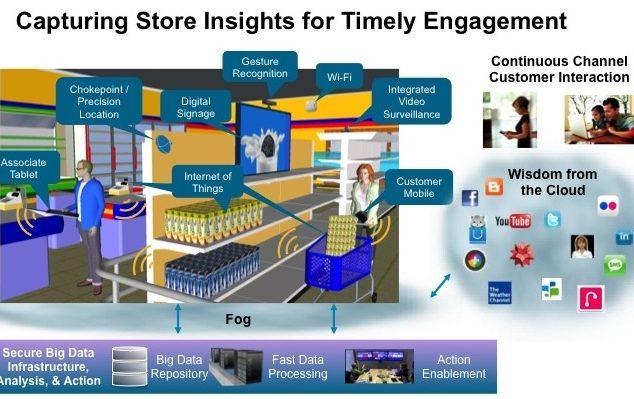 Capturing Store Insights for Timely Engagement
Gesture
Recognition
Wi-Fi
Continuous Channel
Customer Interaction
Chokepoint /
Precision
Location
Digital
Signage
Integrated
Video
Surveillance
Associate
Tablet
Internet of
Things
Customer
Mobile
Wisdom from
the Cloud
YouTube
in
SMS
The
Weather
Channel
Fog
Secure Big Data
Infrastructure,
Analysis, & Action
Big Data
Repository
Fast Data
Processing
Action
Enablement